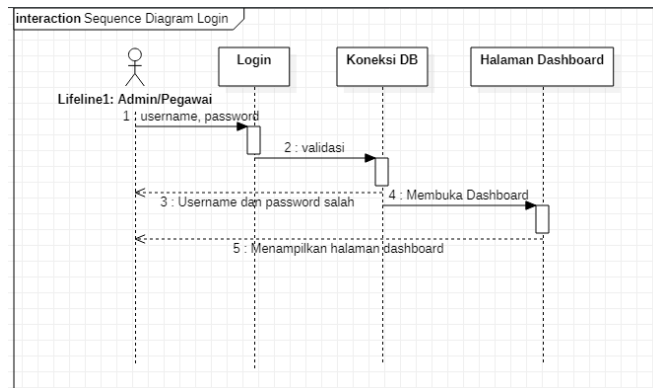 interaction Sequence Diagram Login
Login
Koneksi DB
Halaman Dashboard
Lifeline1: Admin/Pegawai
1 : username, password
2 : validasi
3 : Username dan password salah
4 : Membuka Dashboard
5 : Menampilkan halaman dashboard